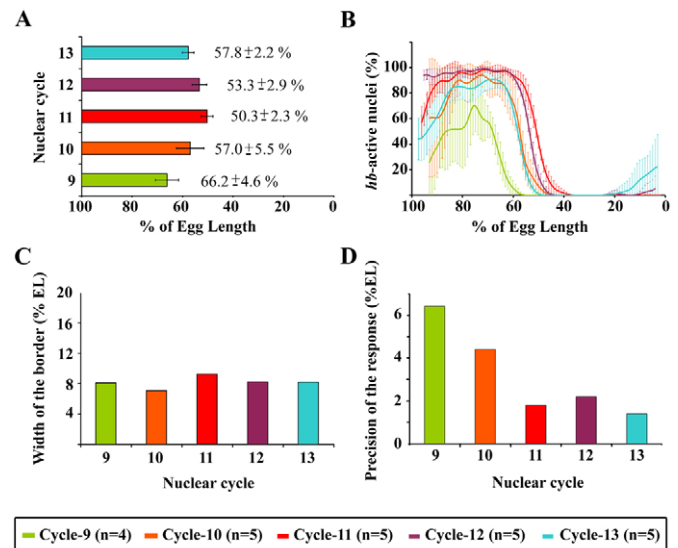 A
Nuclear cycle
13
57.8±2.2 %
12
53.3±2.9 %
11
50.3±2.3 %
10
57.0±5.5 %
9
66.2±4.6 %
100 80 60 40 20 0
% of Egg Length
B
hb-active nuclei (%)
100
80
60
40
20
100 80 60 40 20 0
% of Egg Length
C
Width of the border (% EL)
20
16
12
8
4
9 10 11 12 13
Nuclear cycle
D
Precision of the response (%EL)
6
4
2
0
9 10 11 12 13
Nuclear cycle
Cycle-9 (n=4) Cycle-10 (n=5) Cycle-11 (n=5) Cycle-12 (n=5) Cycle-13 (n=5)